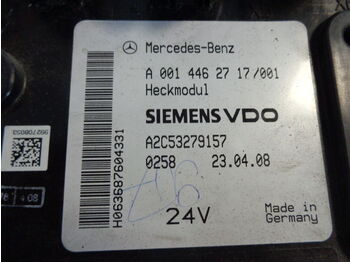 Mercedes-Benz
A 001 446 27 17/001
Heckmodul
SIEMENS VDO
A2C53279157
0258 23.04.08
24V
Made in
Germany
H063687604331
962708053